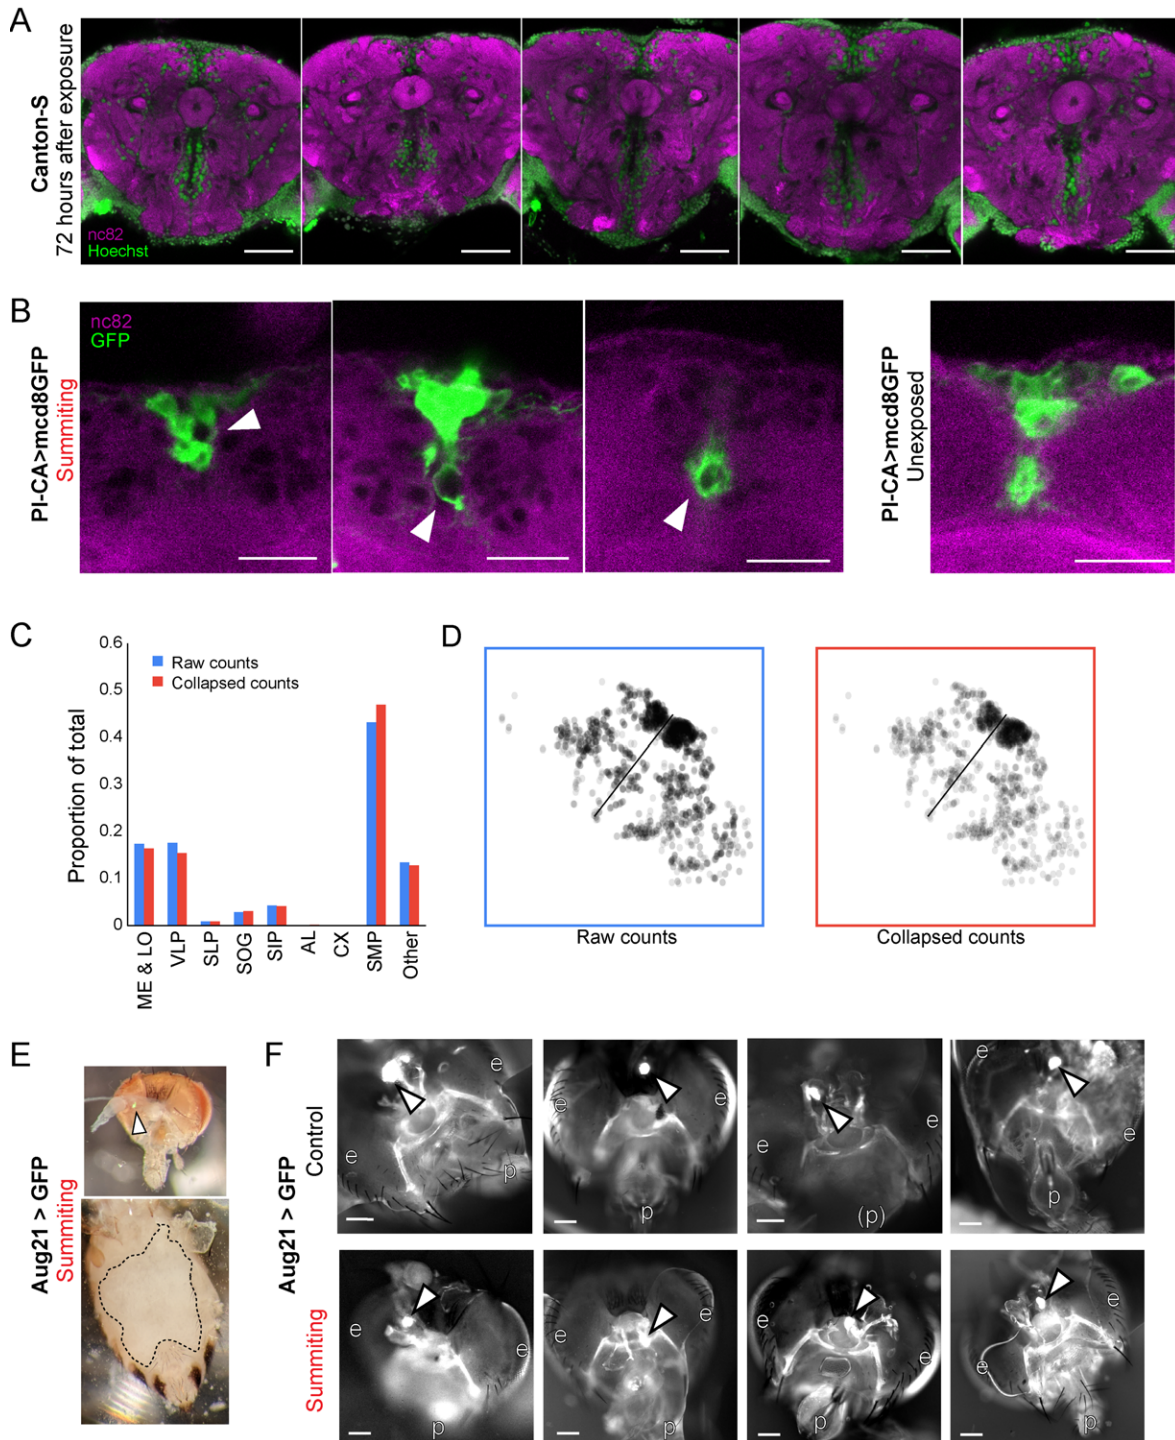 A
Canton-S
72 hours after exposure
nc82
Hoechst
B
PI-CA>mcd8GFP
Summiting
nc82
GFP
PI-CA>mcd8GFP
Unexposed
C
Proportion of total
0.6
0.5
0.4
0.3
0.2
0.1
0
Raw counts
Collapsed counts
ME & LO
VLP
SLP
SOG
SIP
AL
CX
SMP
Other
D
Raw counts
Collapsed counts
E
Aug21 > GFP
Summiting
F
Aug21 > GFP
Control
e
e
p
e
e
p
e
e
(p)
e
e
p
Summiting
e
e
p
e
e
p
e
e
p
e
e
p